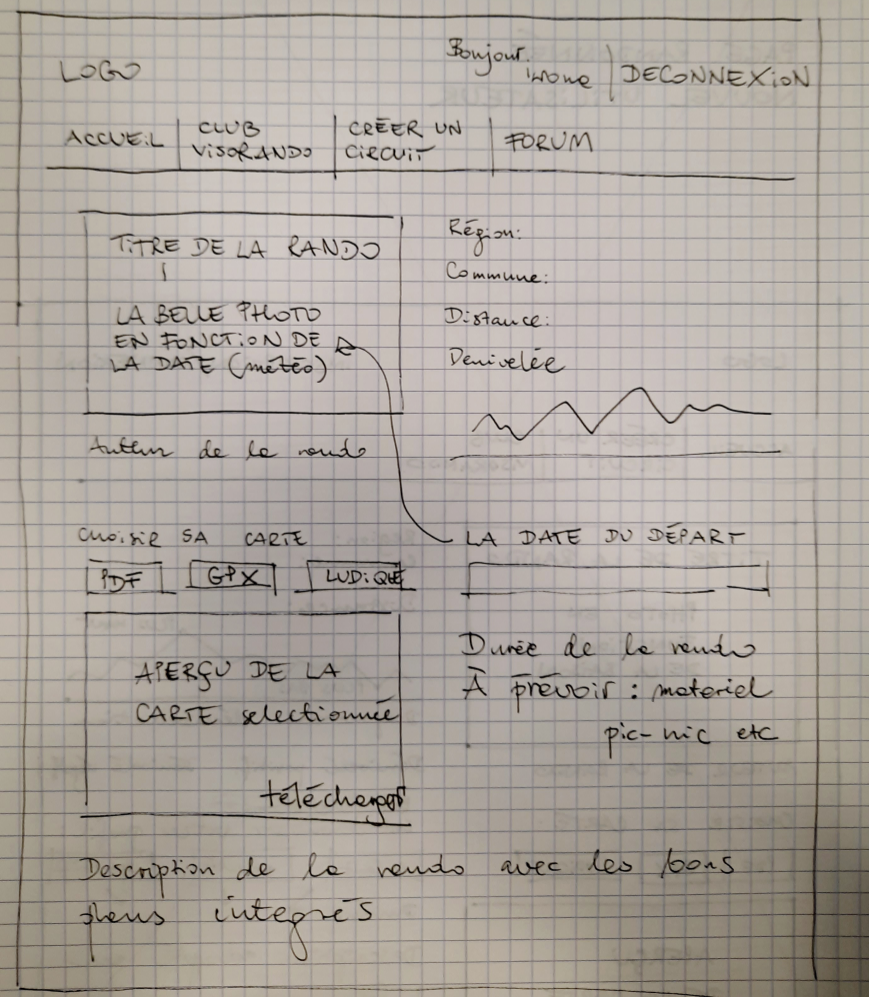 LOGO
Bonjour.
DECONNEXION
ACCUEIL
CLUB
VISORANDO
CRÉER UN
CIRCUIT
FORUM
TITRE DE LA RANDO
LA BELLE PHOTO
EN FONCTION DE
LA DATE (météo)
Région:
Commune:
Distance:
Denivelée
Auteur de la rando
CHOISIR SA CARTE
PDF
GPX
LUDIQUE
LA DATE DU DÉPART
APERÇU DE LA
CARTE selectionnée
télécharger
Durée de la rando
À prévoir : materiel
pic-nic etc
Description de la rando avec les bons
plans integrés